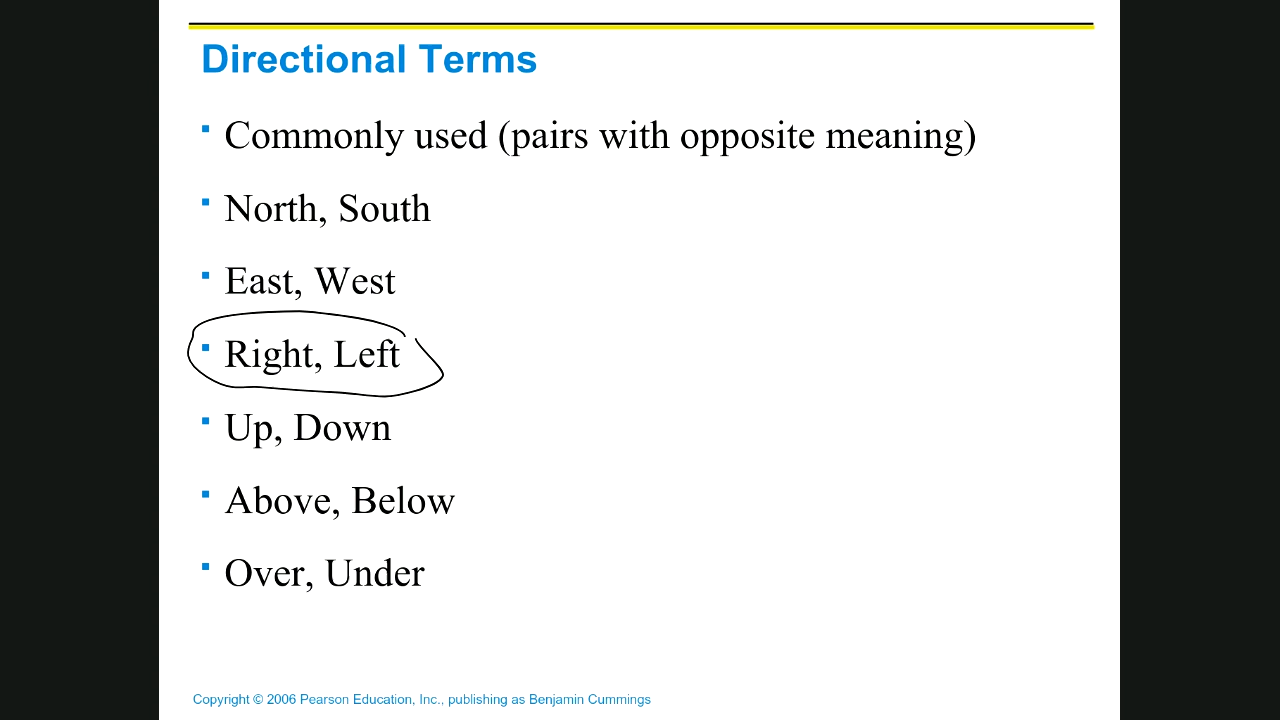 Directional Terms
Commonly used (pairs with opposite meaning)
North, South
East, West
Right, Left
Up, Down
Above, Below
Over, Under
Copyright © 2006 Pearson Education, Inc., publishing as Benjamin Cummings